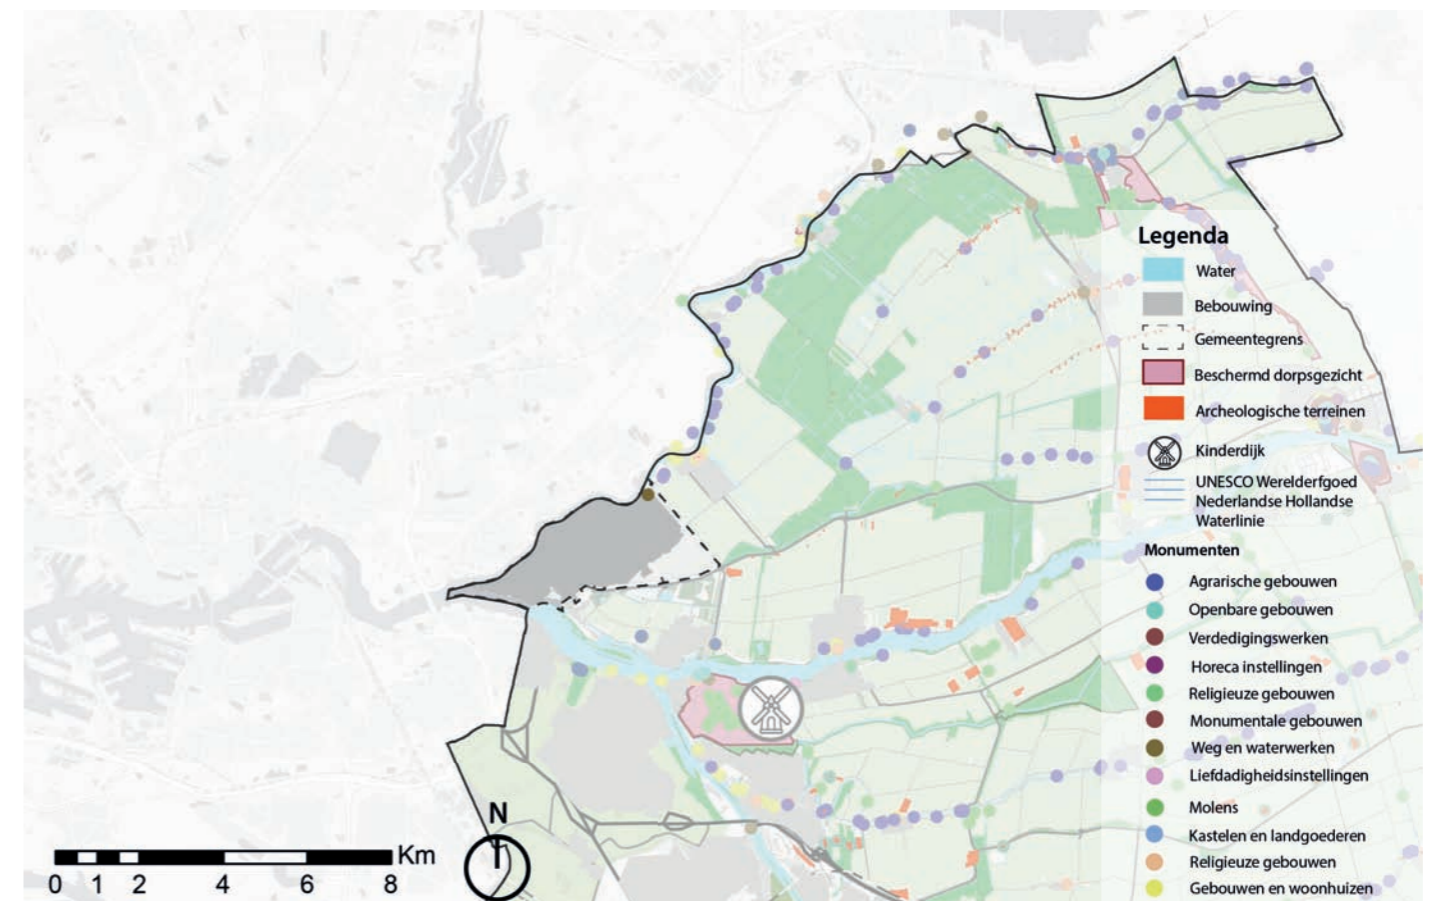 Legenda
Water
Bebouwing
Gemeentegrens
Beschermd dorpsgezicht
Archeologische terreinen
Kinderdijk
UNESCO Werelderfgoed
Nederlandse Hollandse
Waterlinie
Monumenten
Agrarische gebouwen
Openbare gebouwen
Verdedigingswerken
Horeca instellingen
Religieuze gebouwen
Monumentale gebouwen
Weg en waterwerken
Liefdadigheidsinstellingen
Molens
Kastelen en landgoederen
Religieuze gebouwen
Gebouwen en woonhuizen
N
Km
0 1 2 4 6 8